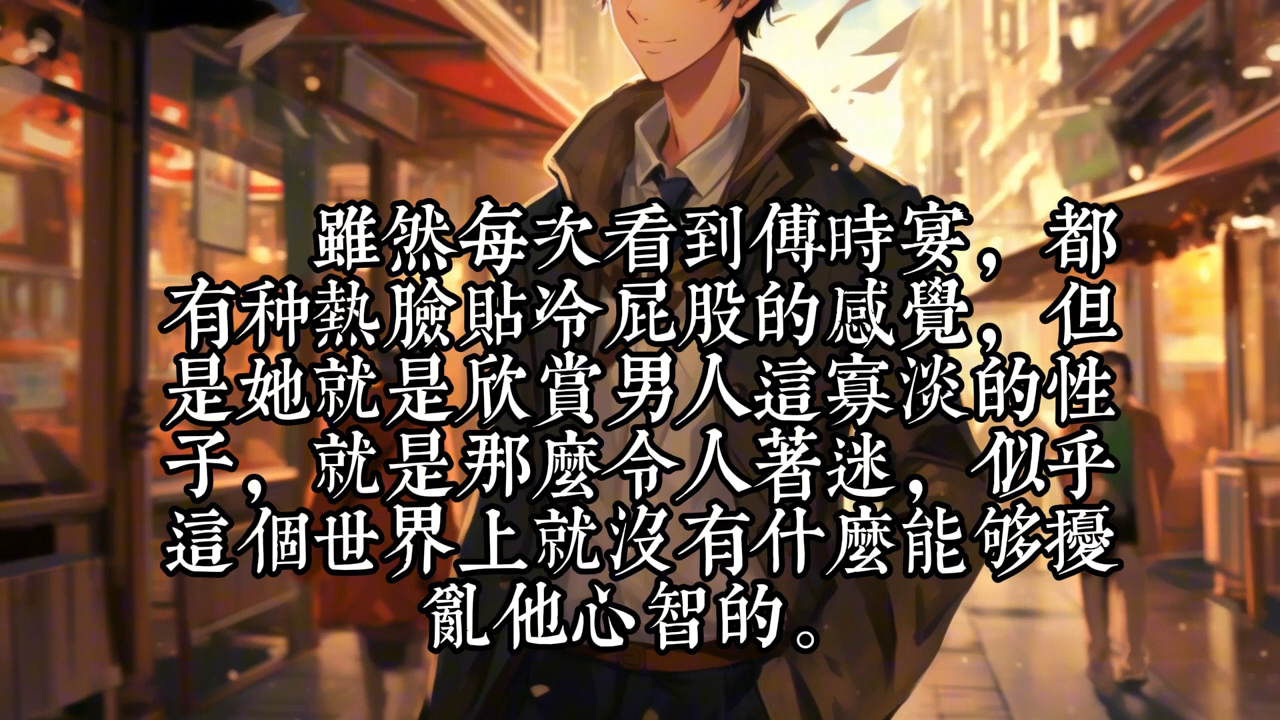 雖然每次看到傅時宴，都
有种熱臉貼冷屁股的感覺，但
是她就是欣賞男人這寡淡的性
子，就是那麼令人著迷，似乎
這個世界上就沒有什麼能够擾
亂他心智的。